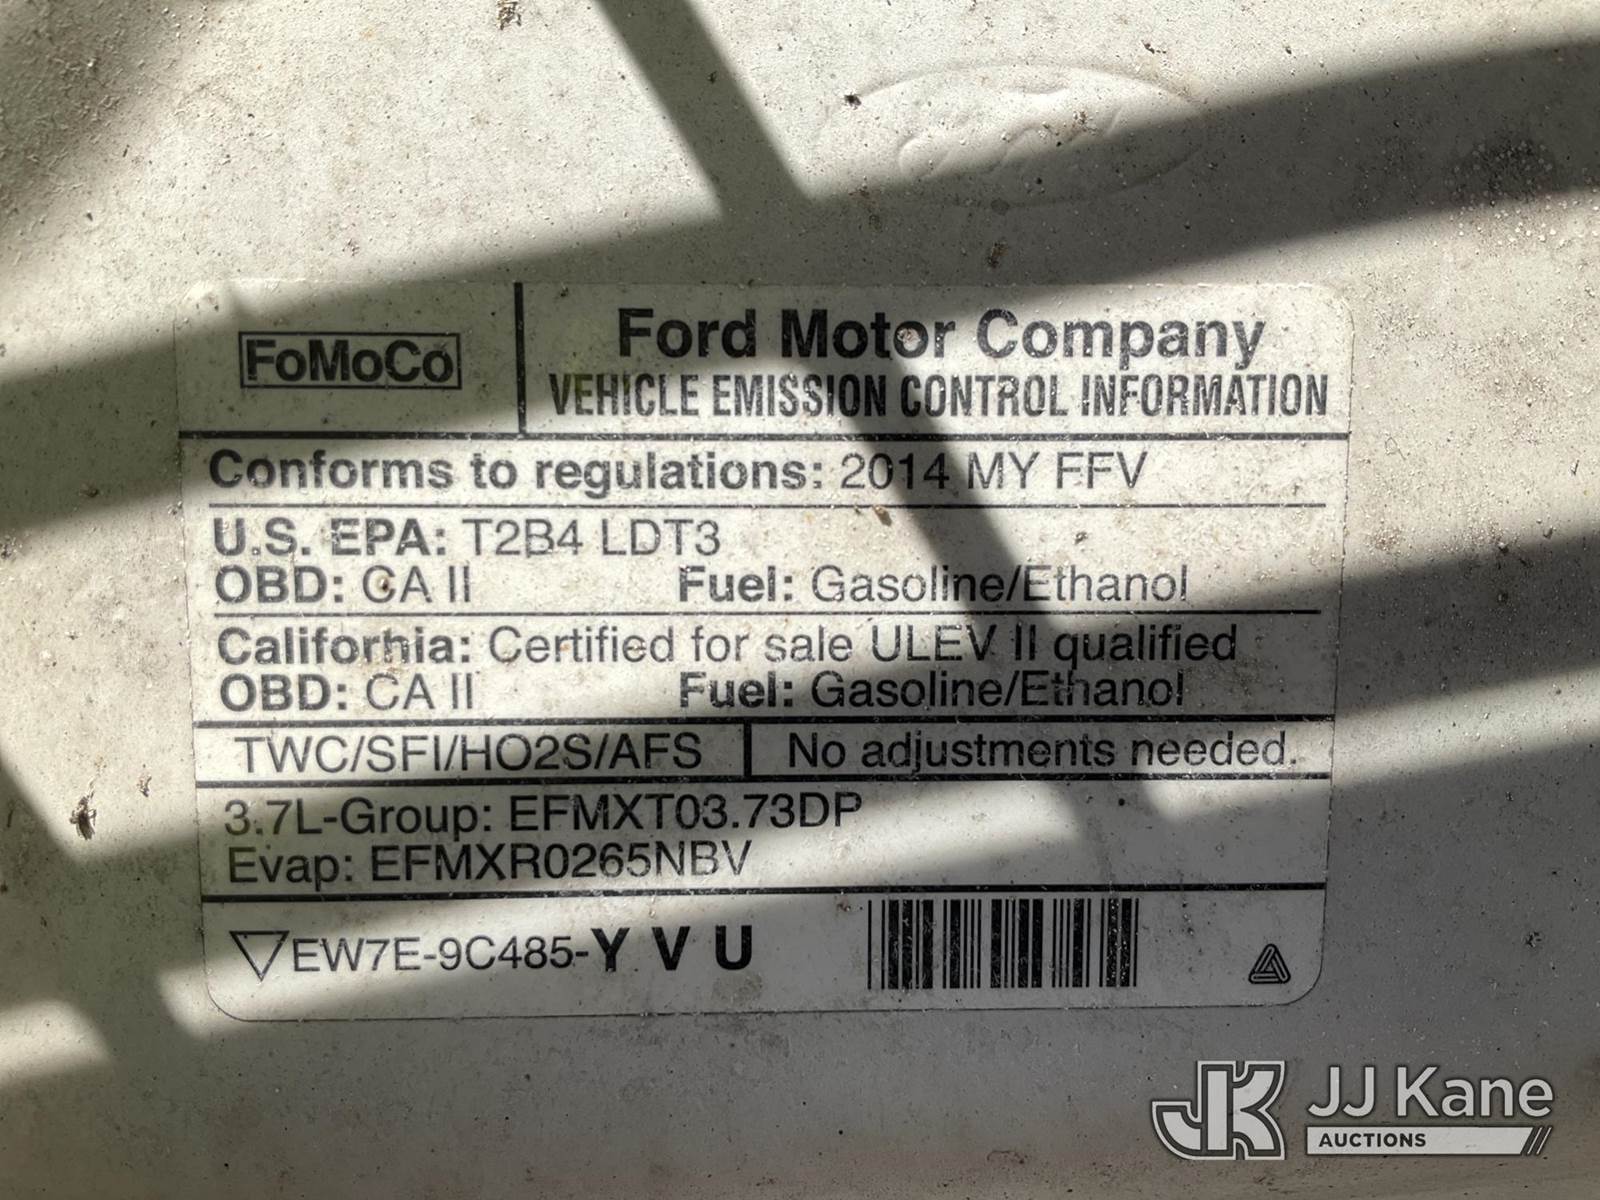 FoMoCo
Ford Motor Company
VEHICLE EMISSION CONTROL INFORMATION
Conforms to regulations: 2014 MY FFV
U.S. EPA: T2B4 LDT3
OBD: CA II Fuel: Gasoline/Ethanol
California: Certified for sale ULEV II qualified
OBD: CA II Fuel: Gasoline/Ethanol
TWC/SFI/HO2S/AFS No adjustments needed.
3.7L-Group: EFMXT03.73DP
Evap: EFMXR0265NBV
EW7E-9C485-Y V U
JK JJ Kane
AUCTIONS